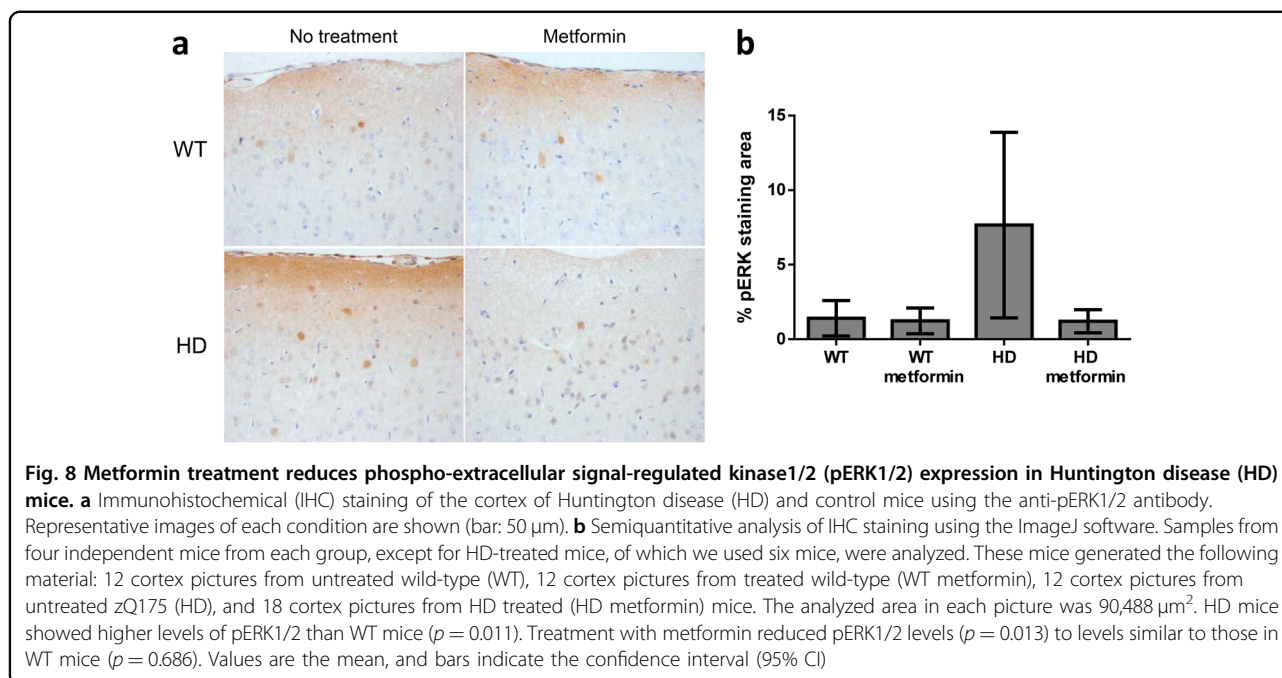 a
No treatment
Metformin
WT
HD
b
% pERK staining area
15
10
5
0
WT
WT metformin
HD
HD metformin
Fig. 8 Metformin treatment reduces phospho-extracellular signal-regulated kinase1/2 (pERK1/2) expression in Huntington disease (HD)
mice. a Immunohistochemical (IHC) staining of the cortex of Huntington disease (HD) and control mice using the anti-pERK1/2 antibody.
Representative images of each condition are shown (bar: 50 µm). b Semiquantitative analysis of IHC staining using the ImageJ software. Samples from
four independent mice from each group, except for HD-treated mice, of which we used six mice, were analyzed. These mice generated the following
material: 12 cortex pictures from untreated wild-type (WT), 12 cortex pictures from treated wild-type (WT metformin), 12 cortex pictures from
untreated zQ175 (HD), and 18 cortex pictures from HD treated (HD metformin) mice. The analyzed area in each picture was 90,488 µm². HD mice
showed higher levels of pERK1/2 than WT mice (p = 0.011). Treatment with metformin reduced pERK1/2 levels (p = 0.013) to levels similar to those in
WT mice (p = 0.686). Values are the mean, and bars indicate the confidence interval (95% CI)